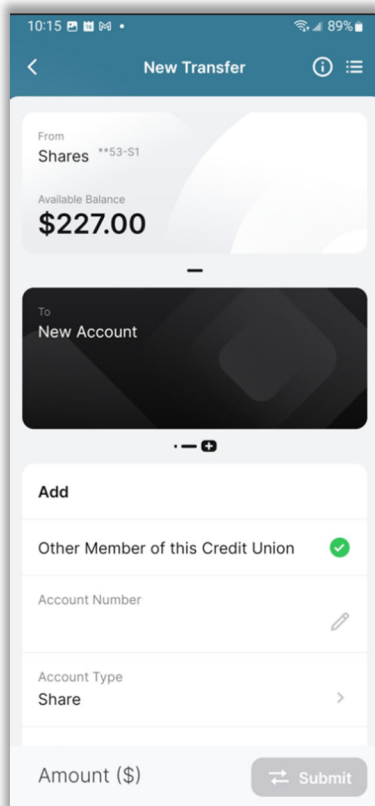 10:15 89%
New Transfer
From
Shares **53-S1
Available Balance
$227.00
To
New Account
Add
Other Member of this Credit Union
Account Number
Account Type
Share
Amount ($) Submit